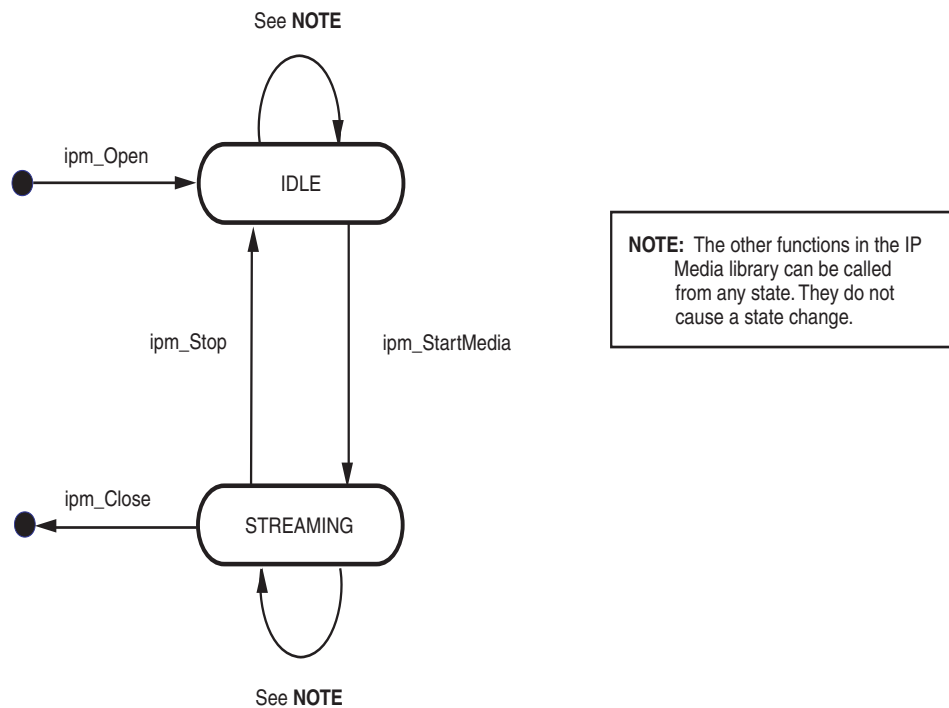 See NOTE
ipm_Open
IDLE
NOTE: The other functions in the IP
Media library can be called
from any state. They do not
cause a state change.
ipm_Stop
ipm_StartMedia
ipm_Close
STREAMING
See NOTE